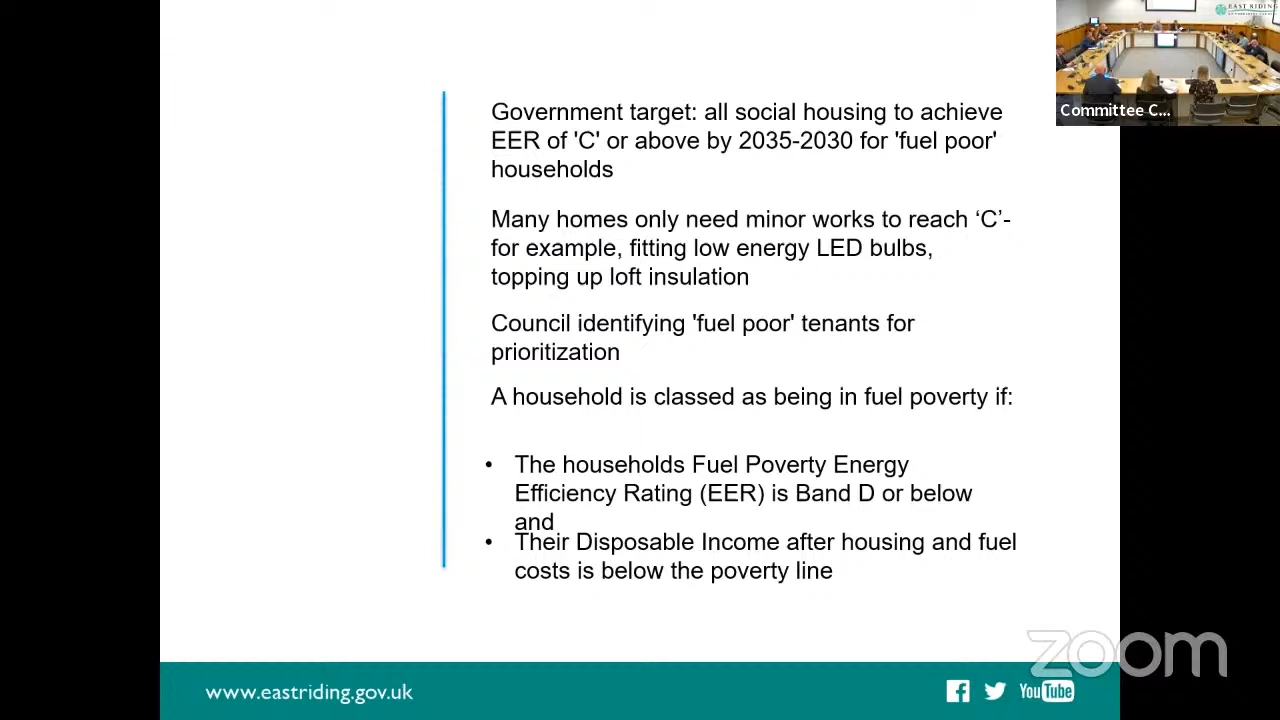 EAST RIDING
Committee C...
Government target: all social housing to achieve
EER of 'C' or above by 2035-2030 for 'fuel poor'
households
Many homes only need minor works to reach ‘C’-
for example, fitting low energy LED bulbs,
topping up loft insulation
Council identifying 'fuel poor' tenants for
prioritization
A household is classed as being in fuel poverty if:
• The households Fuel Poverty Energy
Efficiency Rating (EER) is Band D or below
and
• Their Disposable Income after housing and fuel
costs is below the poverty line
zoom
www.eastriding.gov.uk
YouTube